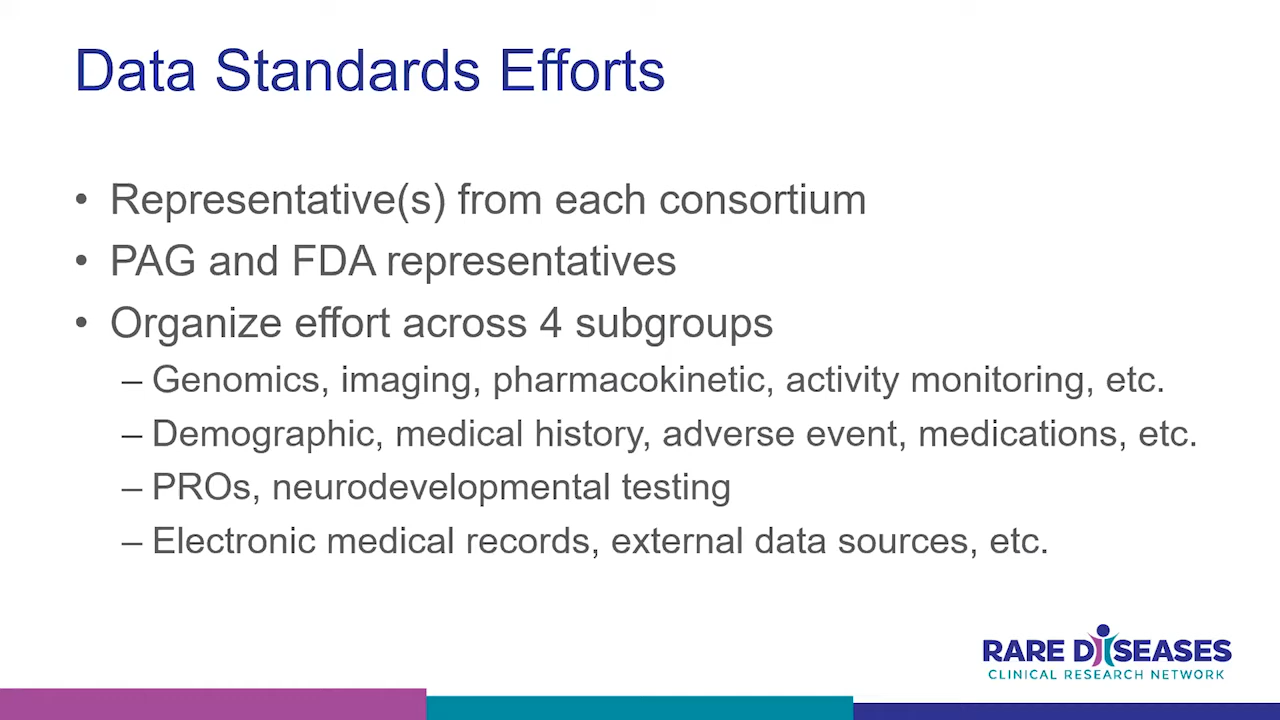 Data Standards Efforts
• Representative(s) from each consortium
• PAG and FDA representatives
• Organize effort across 4 subgroups
– Genomics, imaging, pharmacokinetic, activity monitoring, etc.
– Demographic, medical history, adverse event, medications, etc.
– PROs, neurodevelopmental testing
– Electronic medical records, external data sources, etc.
RARE DISEASES
CLINICAL RESEARCH NETWORK